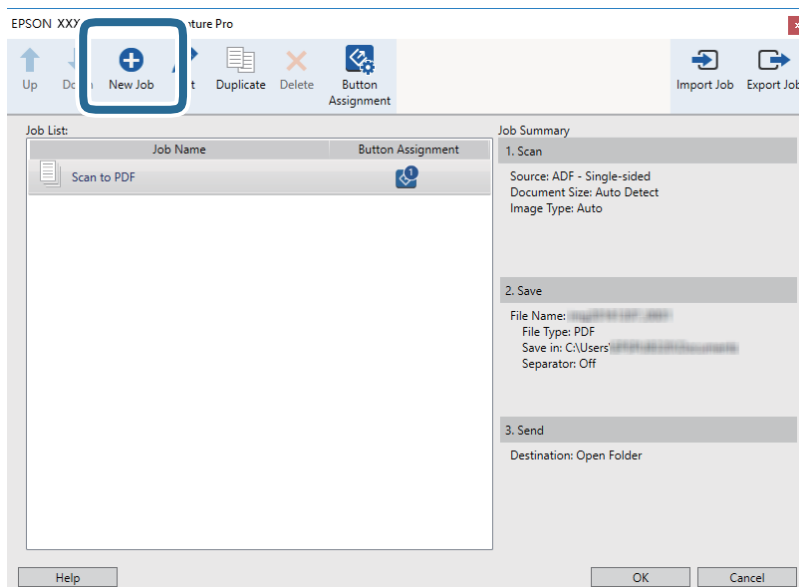 EPSON XXX ture Pro
Up
New Job
Duplicate
Delete
Button
Assignment
Import Job
Export Job
Job List:
Job Name
Button Assignment
Scan to PDF
1
Job Summary
1. Scan
Source: ADF - Single-sided
Document Size: Auto Detect
Image Type: Auto
2. Save
File Name:
File Type: PDF
Save in: C:\Users\
Separator: Off
3. Send
Destination: Open Folder
Help
OK
Cancel